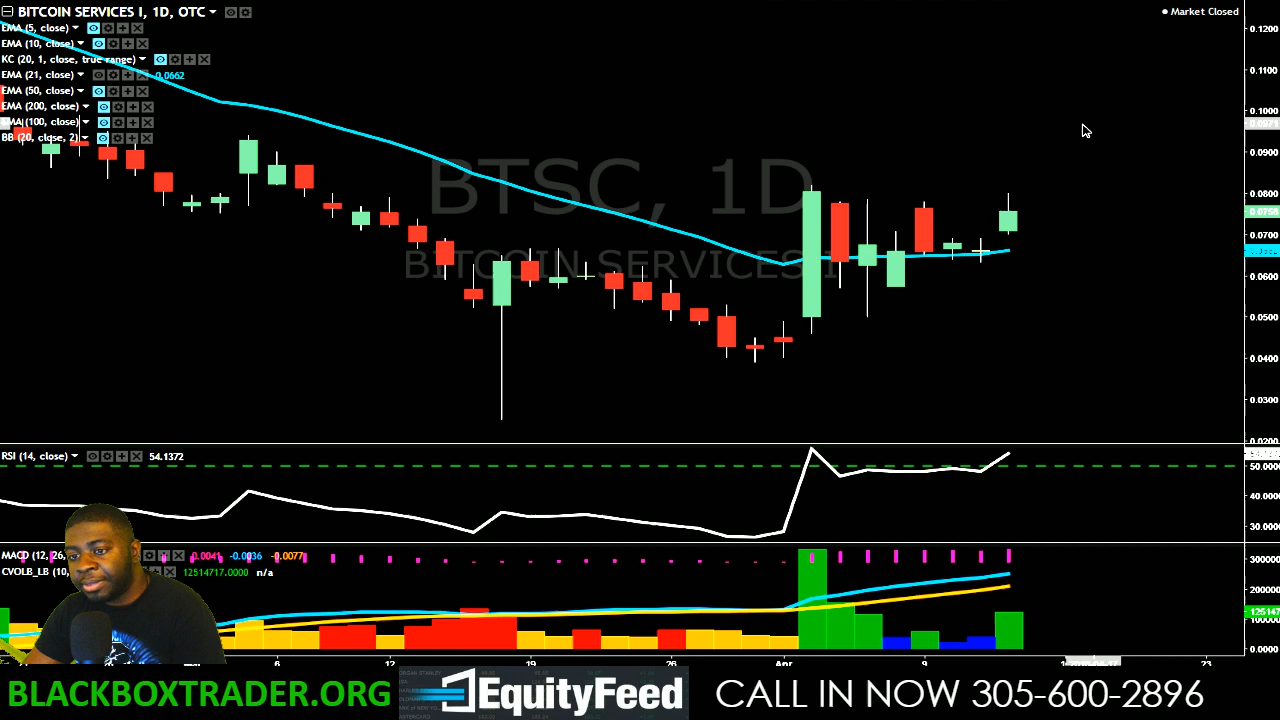 BITCOIN SERVICES I, 1D, OTC
Market Closed
EMA (5, close)
EMA (10, close)
KC (20, 1, close, true range)
EMA (21, close) 0.0662
EMA (50, close)
EMA (200, close)
(100, close)
BB (20, close, 2)
BTSC, 1D
BITCOIN SERVICES I
0.1200
0.1100
0.1000
0.0971
0.0900
0.0800
0.0758
0.0700
0.0600
0.0500
0.0400
0.0300
0.0200
RSI (14, close) 54.1372
50.0000
40.0000
30.0000
MACD (12, 26, 0.0041 -0.0036 -0.0077
CVOLB_LB (10, 12514717.0000 n/a
300000
200000
125147
100000
0.0000
6
12
19
26
Apr
9
23
BLACKBOXTRADER.ORG
EquityFeed
CALL IN NOW 305-600-2896